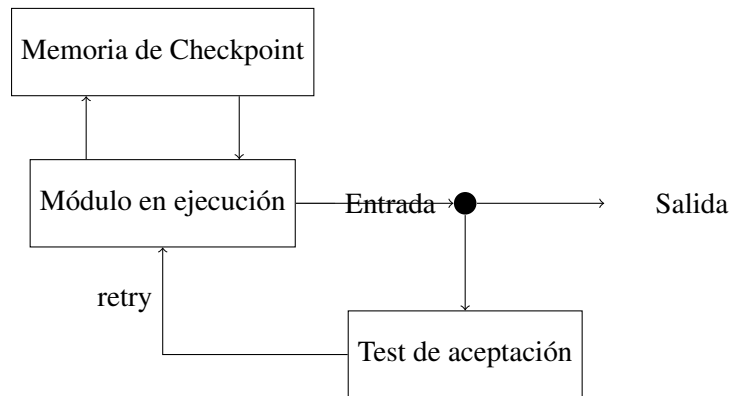 Memoria de Checkpoint
Módulo en ejecución
Entrada
Salida
retry
Test de aceptación